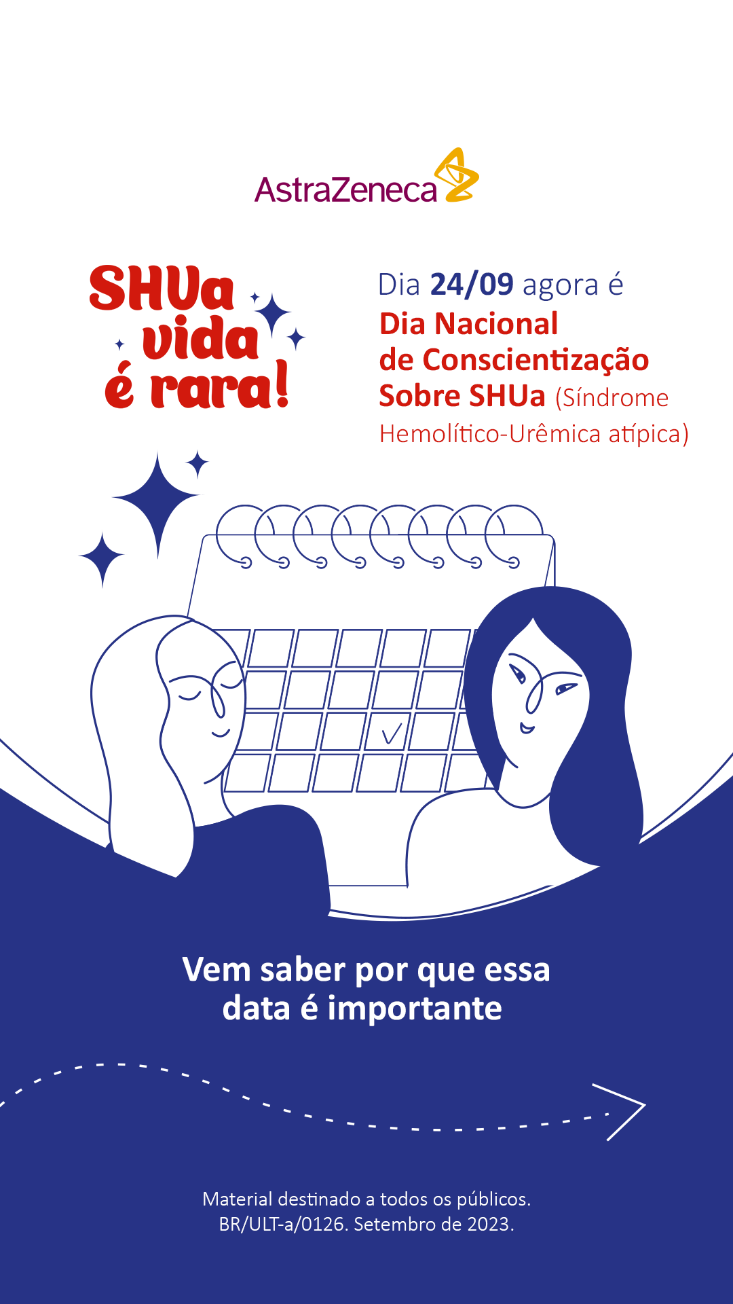 AstraZeneca
SHUa
vida
é rara!
Dia 24/09 agora é
Dia Nacional
de Conscientização
Sobre SHUa (Síndrome
Hemolítico-Urêmica atípica)
Vem saber por que essa
data é importante
Material destinado a todos os públicos.
BR/ULT-a/0126. Setembro de 2023.